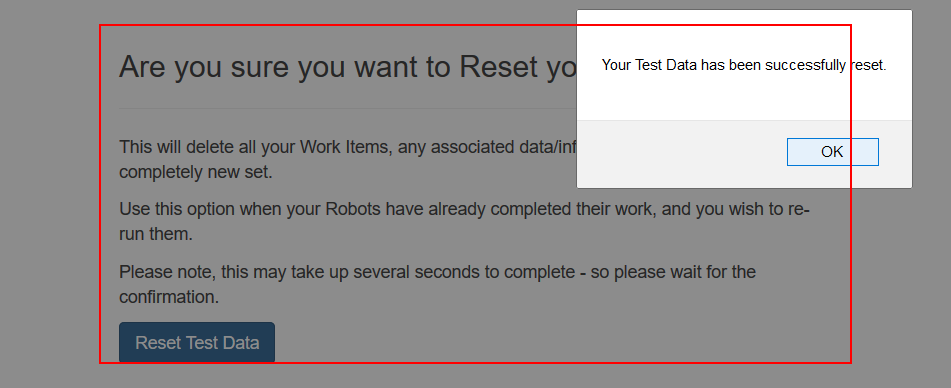 Are you sure you want to Reset yo
Your Test Data has been successfully reset.
OK
This will delete all your Work Items, any associated data/inf
completely new set.
Use this option when your Robots have already completed their work, and you wish to re-
run them.
Please note, this may take up several seconds to complete - so please wait for the
confirmation.
Reset Test Data